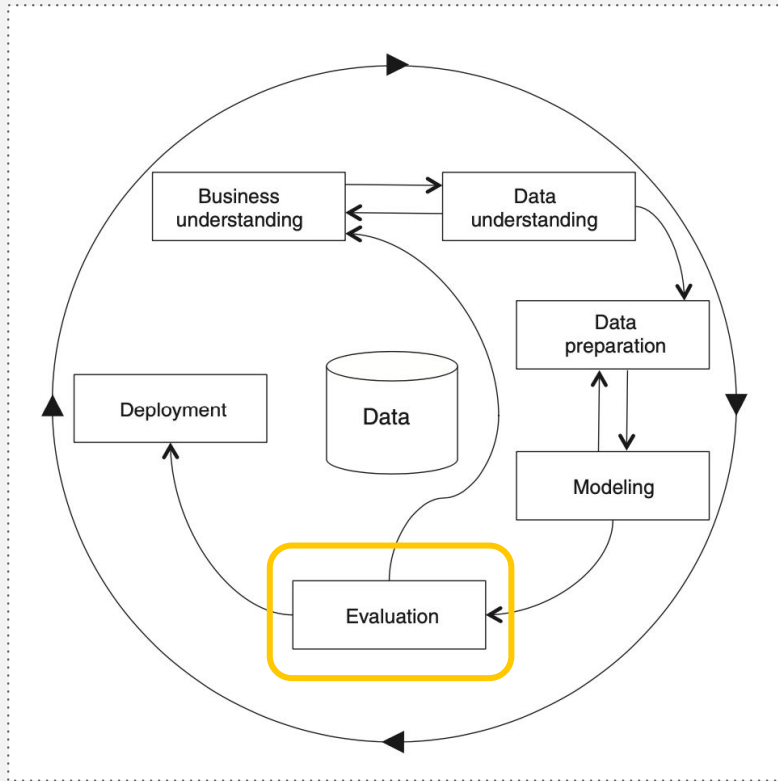 Business
understanding
Data
understanding
Data
preparation
Deployment
Data
Modeling
Evaluation